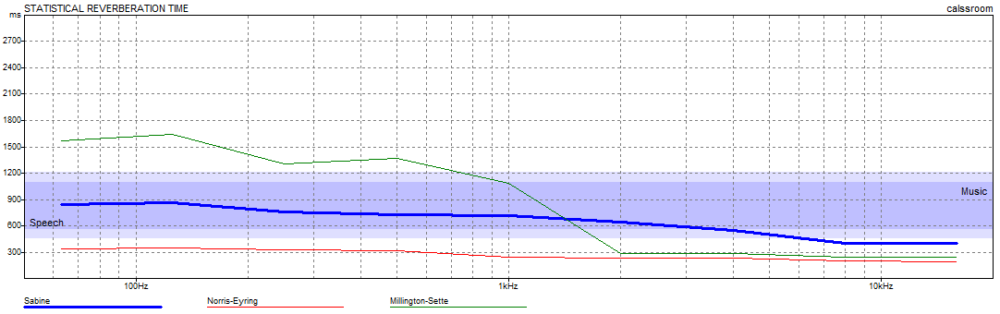 STATISTICAL REVERBERATION TIME
calssroom
ms
2700
2400
2100
1800
1500
1200
900
600
300
Music
Speech
100Hz
1kHz
10kHz
Sabine
Norris-Eyring
Millington-Sette